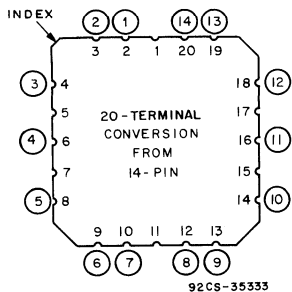 INDEX
2 1 14 13
3 2 1 20 19
3 4 18 12
5 17
4 6 16 11
7 15
5 8 14 10
20-TERMINAL
CONVERSION
FROM
14-PIN
9 10 11 12 13
6 7 8 9
92CS-35333